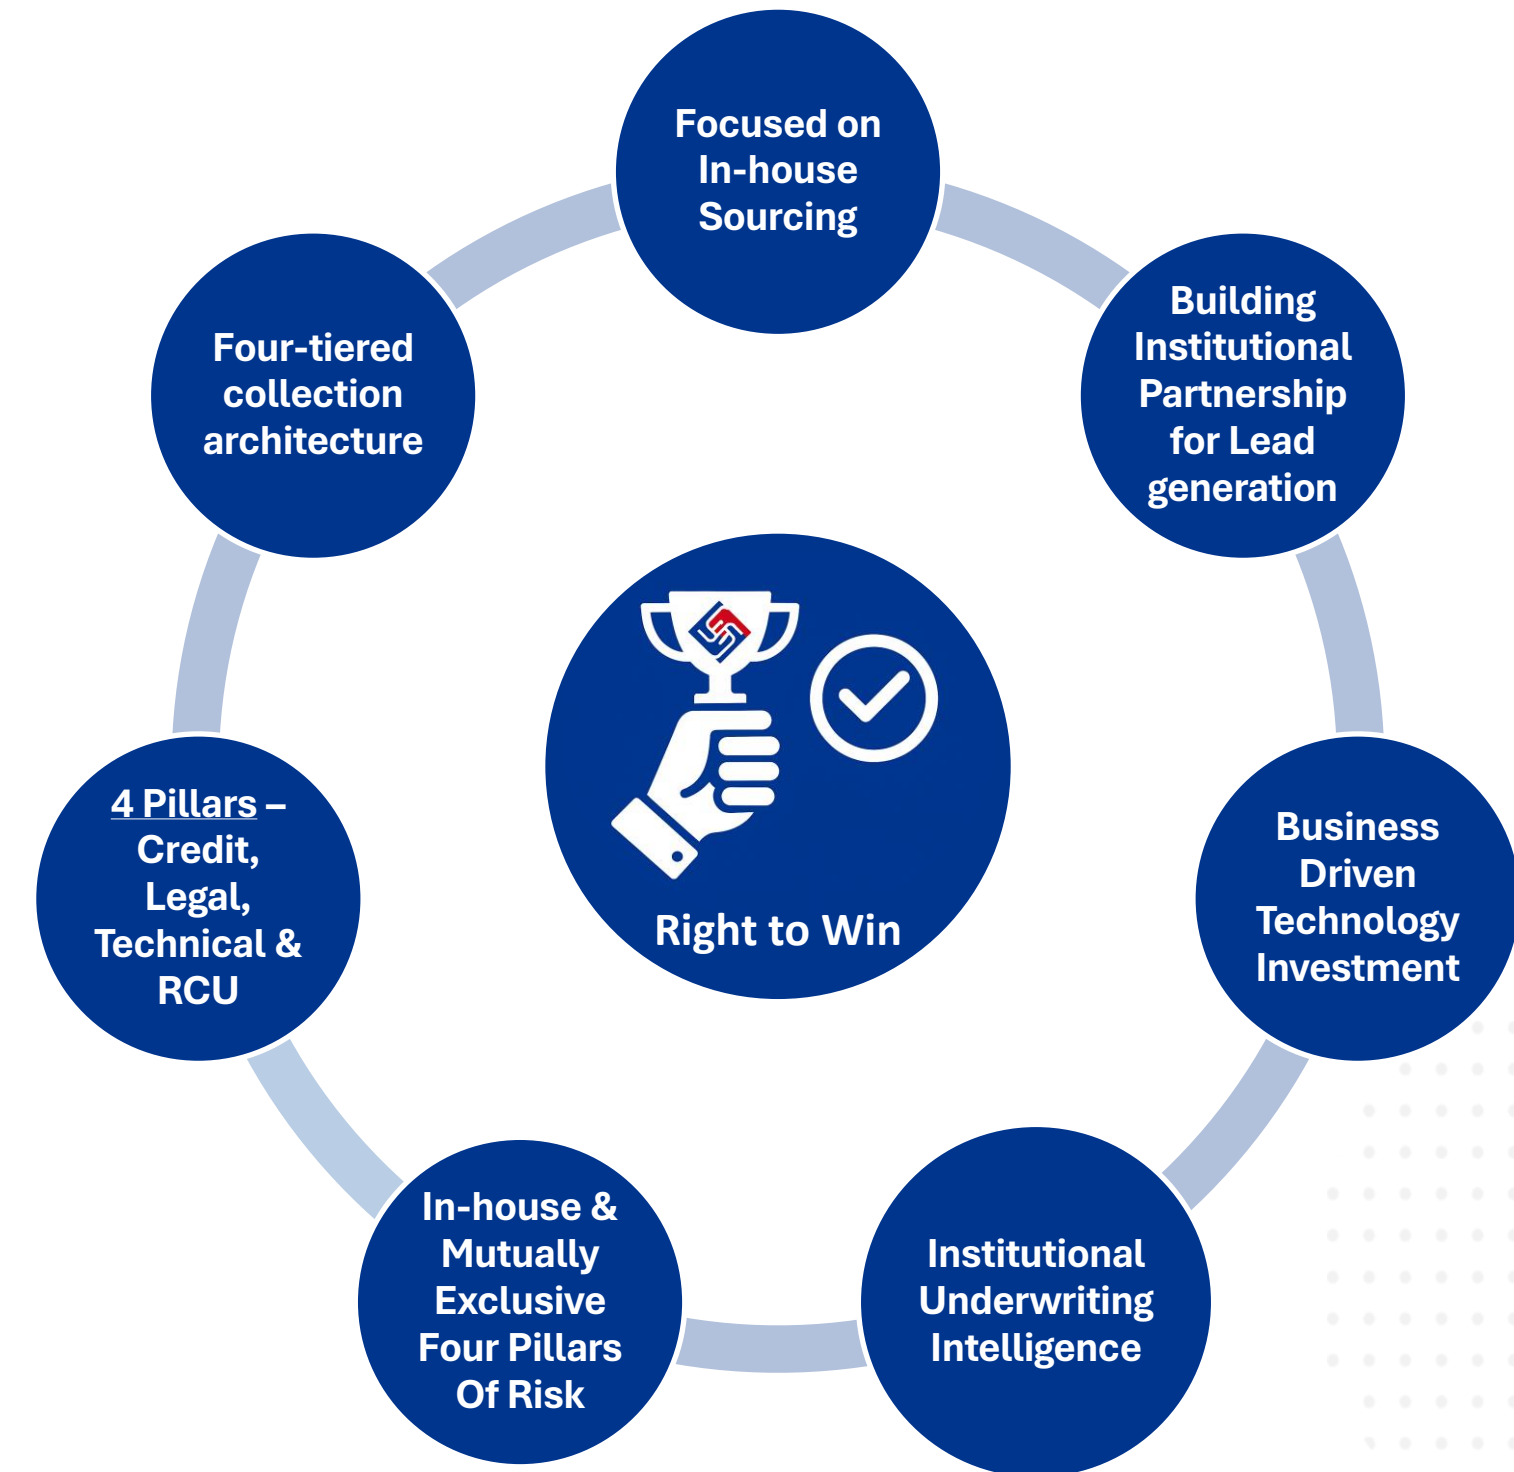 Focused on
In-house
Sourcing
Building
Institutional
Partnership
for Lead
generation
Business
Driven
Technology
Investment
Institutional
Underwriting
Intelligence
In-house &
Mutually
Exclusive
Four Pillars
Of Risk
4 Pillars –
Credit,
Legal,
Technical &
RCU
Four-tiered
collection
architecture
Right to Win